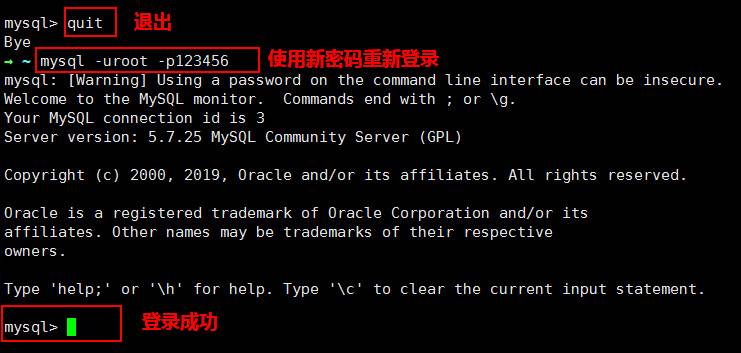 mysql> quit 退出
Bye
→ ~ mysql -uroot -p123456 使用新密码重新登录
mysql: [Warning] Using a password on the command line interface can be insecure.
Welcome to the MySQL monitor.  Commands end with ; or \g.
Your MySQL connection id is 3
Server version: 5.7.25 MySQL Community Server (GPL)
Copyright (c) 2000, 2019, Oracle and/or its affiliates. All rights reserved.
Oracle is a registered trademark of Oracle Corporation and/or its
affiliates. Other names may be trademarks of their respective
owners.
Type 'help;' or '\h' for help. Type '\c' to clear the current input statement.
mysql> 登录成功